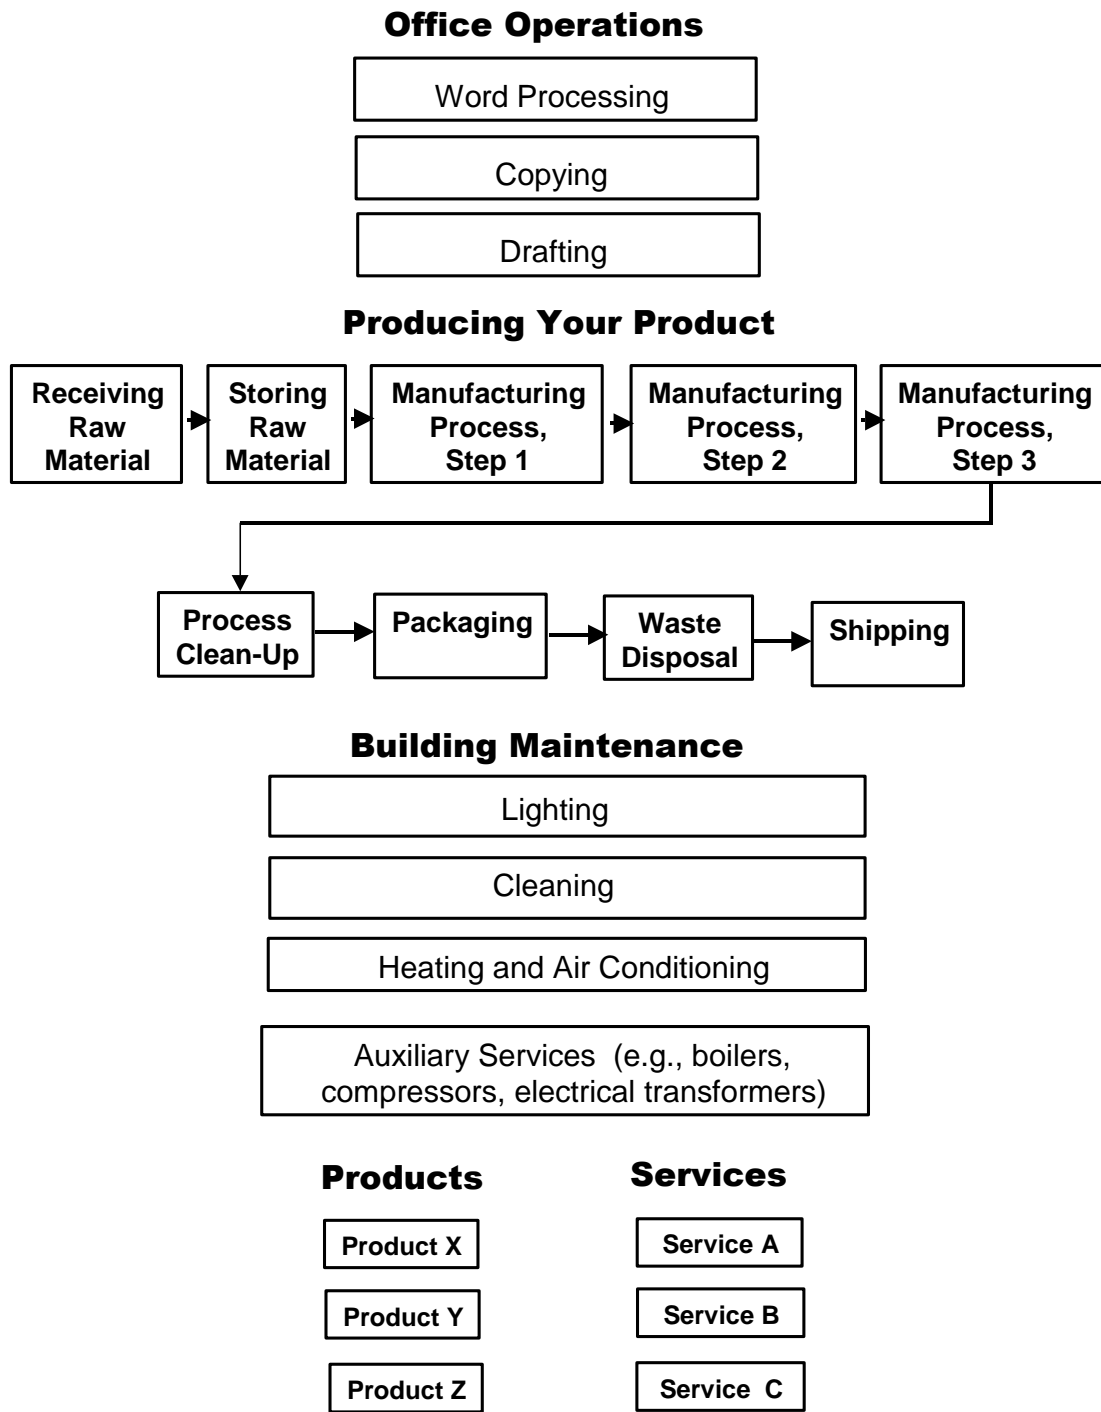 Office Operations
Word Processing
Copying
Drafting
Producing Your Product
Receiving
Raw
Material
Storing
Raw
Material
Manufacturing
Process,
Step 1
Manufacturing
Process,
Step 2
Manufacturing
Process,
Step 3
Process
Clean-Up
Packaging
Waste
Disposal
Shipping
Building Maintenance
Lighting
Cleaning
Heating and Air Conditioning
Auxiliary Services (e.g., boilers,
compressors, electrical transformers)
Products
Product X
Product Y
Product Z
Services
Service A
Service B
Service C